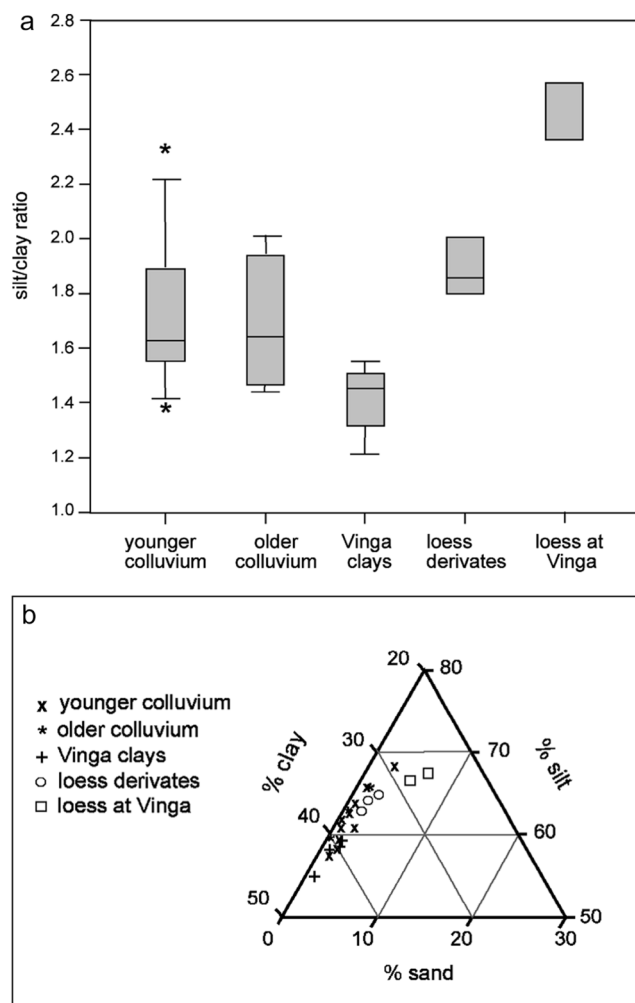 a
2.8
2.6
2.4
2.2
2.0
1.8
1.6
1.4
1.2
1.0
silt/clay ratio
*
*
younger
colluvium
older
colluvium
Vinga
clays
loess
derivates
loess at
Vinga
b
x younger colluvium
* older colluvium
+ Vinga clays
○ loess derivates
□ loess at Vinga
20
80
30
70
40
60
50
50
0
10
20
30
% clay
% silt
% sand